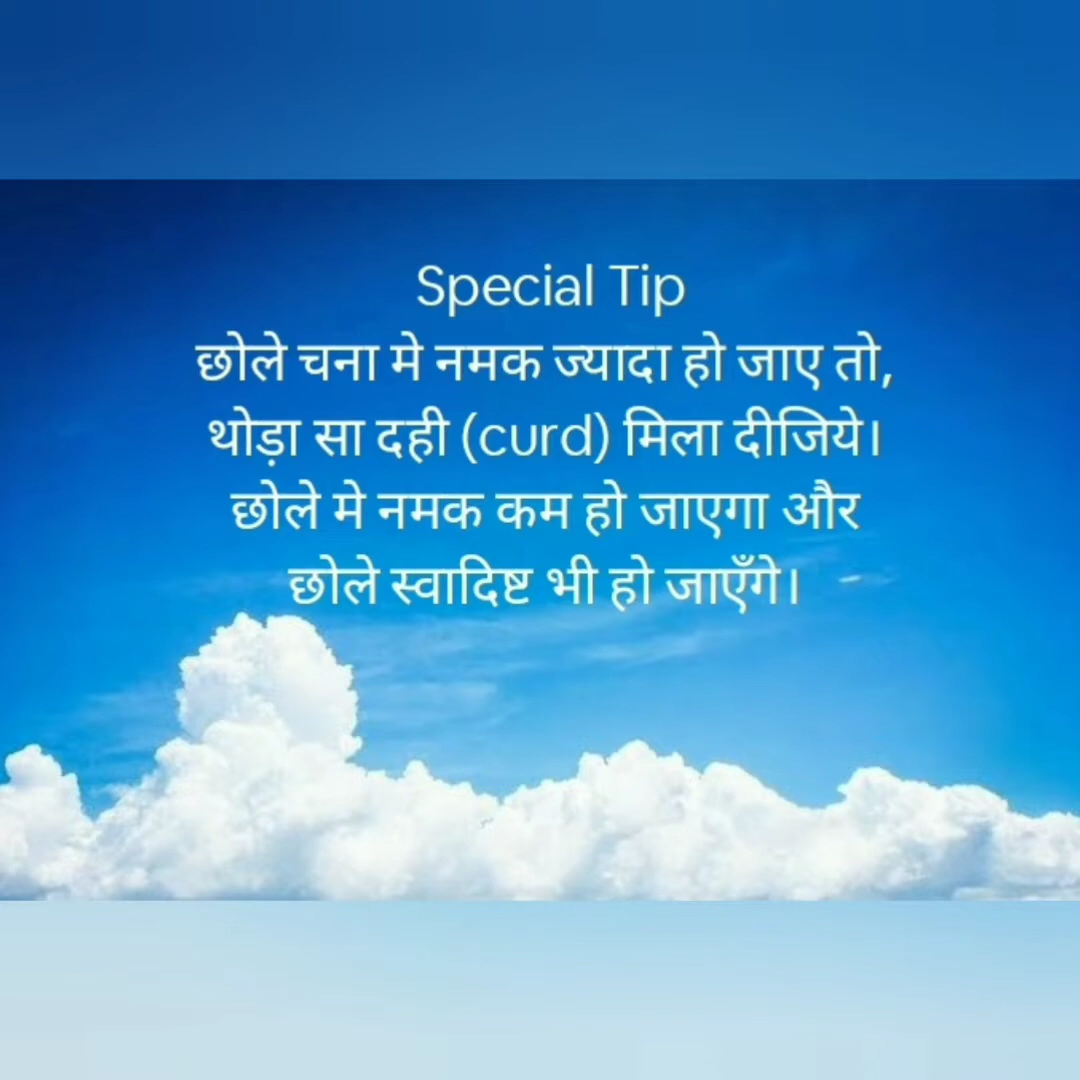 Special Tip
छोले चना मे नमक ज्यादा हो जाए तो,
थोड़ा सा दही (curd) मिला दीजिये।
छोले मे नमक कम हो जाएगा और
छोले स्वादिष्ट भी हो जाएँगे।